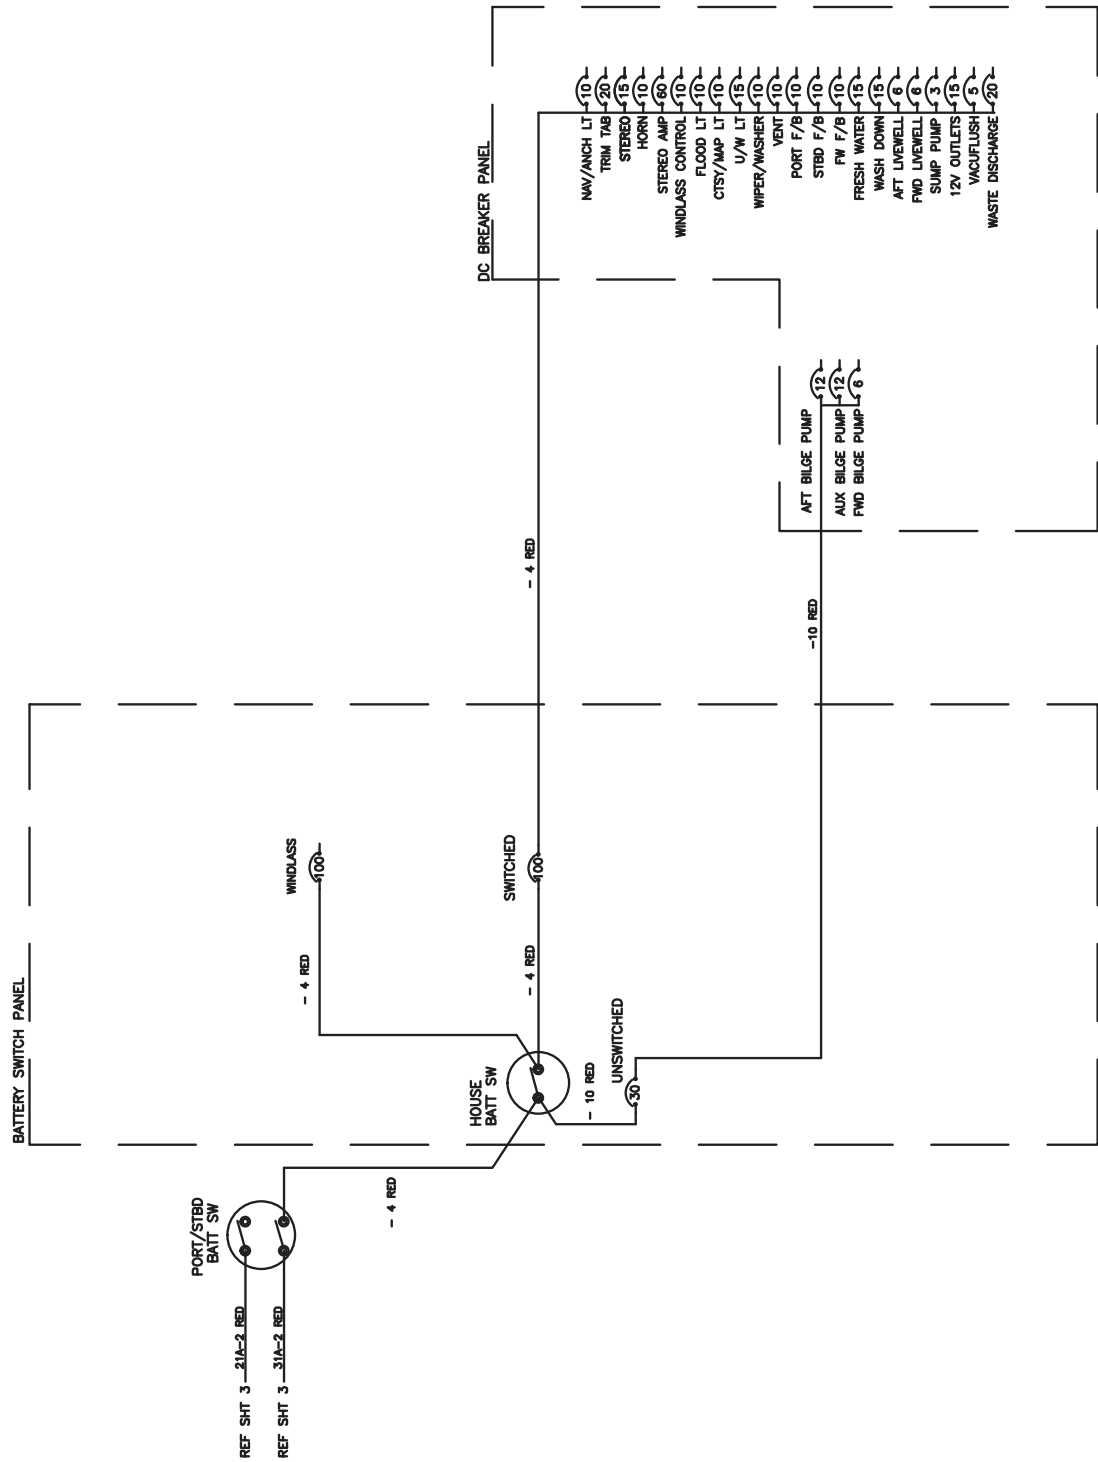 DC BREAKER PANEL
NAV/ANCH LT 10
TRIM TAB 20
STEREO 15
HORN 10
STEREO AMP 60
WINDLASS CONTROL 10
FLOOD LT 10
CTSY/MAP LT 10
U/W LT 15
WIPER/WASHER 10
VENT 10
PORT F/B 10
STBD F/B 10
FW F/B 10
FRESH WATER 15
WASH DOWN 15
AFT LIVEWELL 6
FWD LIVEWELL 6
SUMP PUMP 3
12V OUTLETS 15
VACUFLUSH 5
WASTE DISCHARGE 20
AFT BILGE PUMP 12
AUX BILGE PUMP 12
FWD BILGE PUMP 6
- 4 RED
-10 RED
BATTERY SWITCH PANEL
WINDLASS
100
- 4 RED
SWITCHED
100
- 4 RED
UNSWITCHED
30
- 10 RED
HOUSE
BATT SW
- 4 RED
PORT/STBD
BATT SW
REF SHT 3 21A-2 RED
REF SHT 3 31A-2 RED